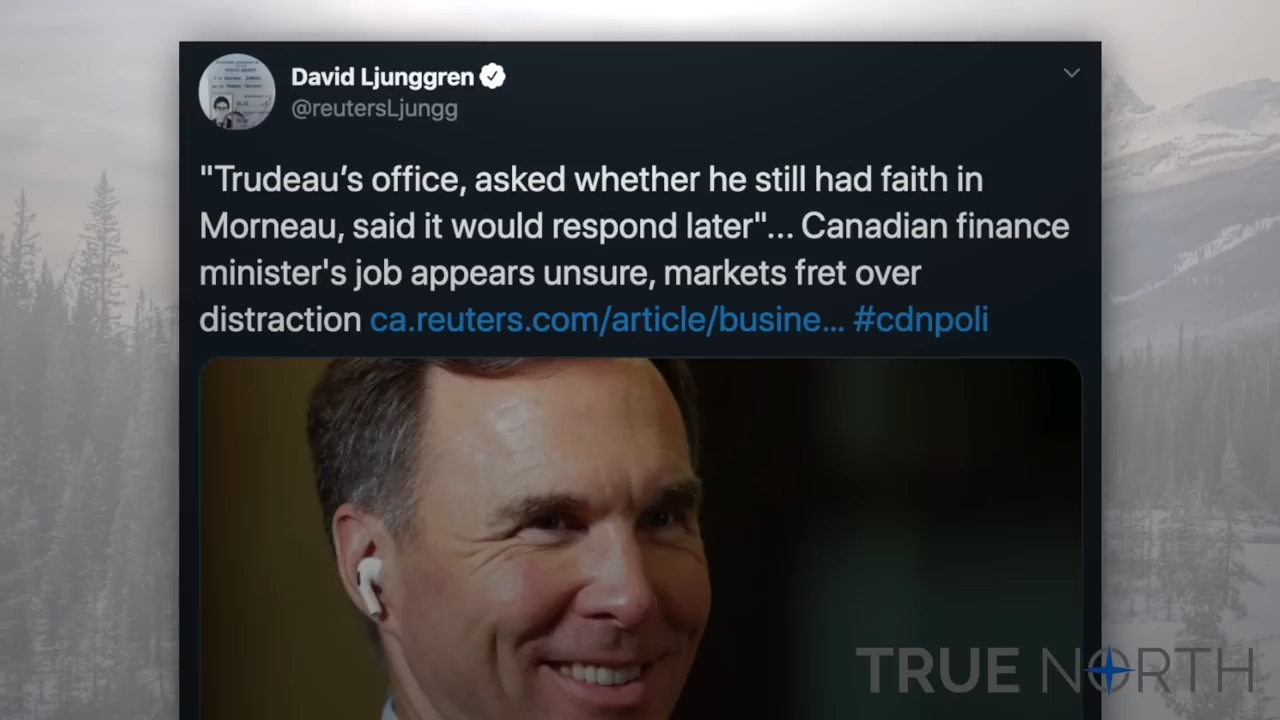 David Ljunggren
@reutersLjungg
"Trudeau’s office, asked whether he still had faith in
Morneau, said it would respond later"... Canadian finance
minister's job appears unsure, markets fret over
distraction ca.reuters.com/article/busine... #cdnpoli
TRUE NORTH